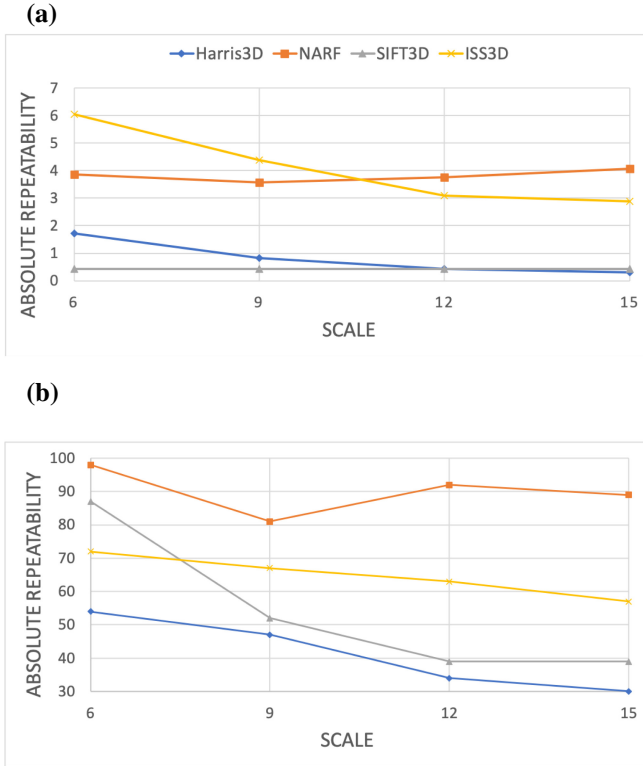 (a)
Harris3D NARF SIFT3D ISS3D
ABSOLUTE REPEATABILITY
7
6
5
4
3
2
1
0
6 9 12 15
SCALE
(b)
ABSOLUTE REPEATABILITY
100
90
80
70
60
50
40
30
6 9 12 15
SCALE